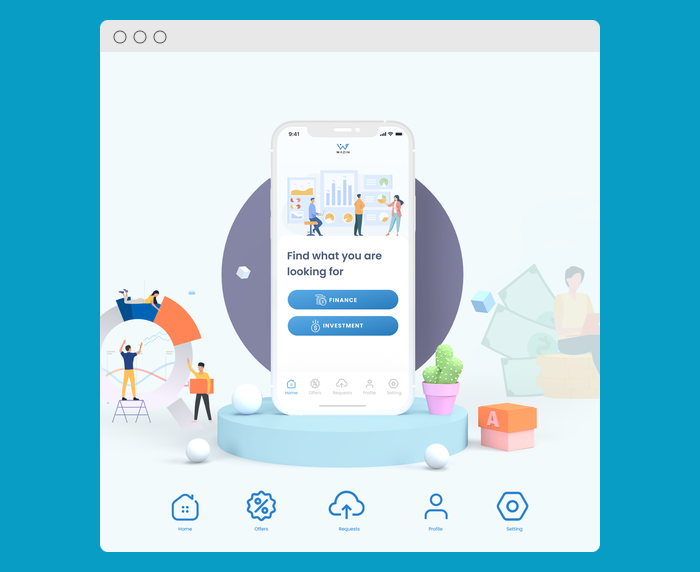 9:41
WAZIN
Find what you are
looking for
FINANCE
INVESTMENT
Home Offers Requests Profile Setting
A
Home Offers Requests Profile Setting